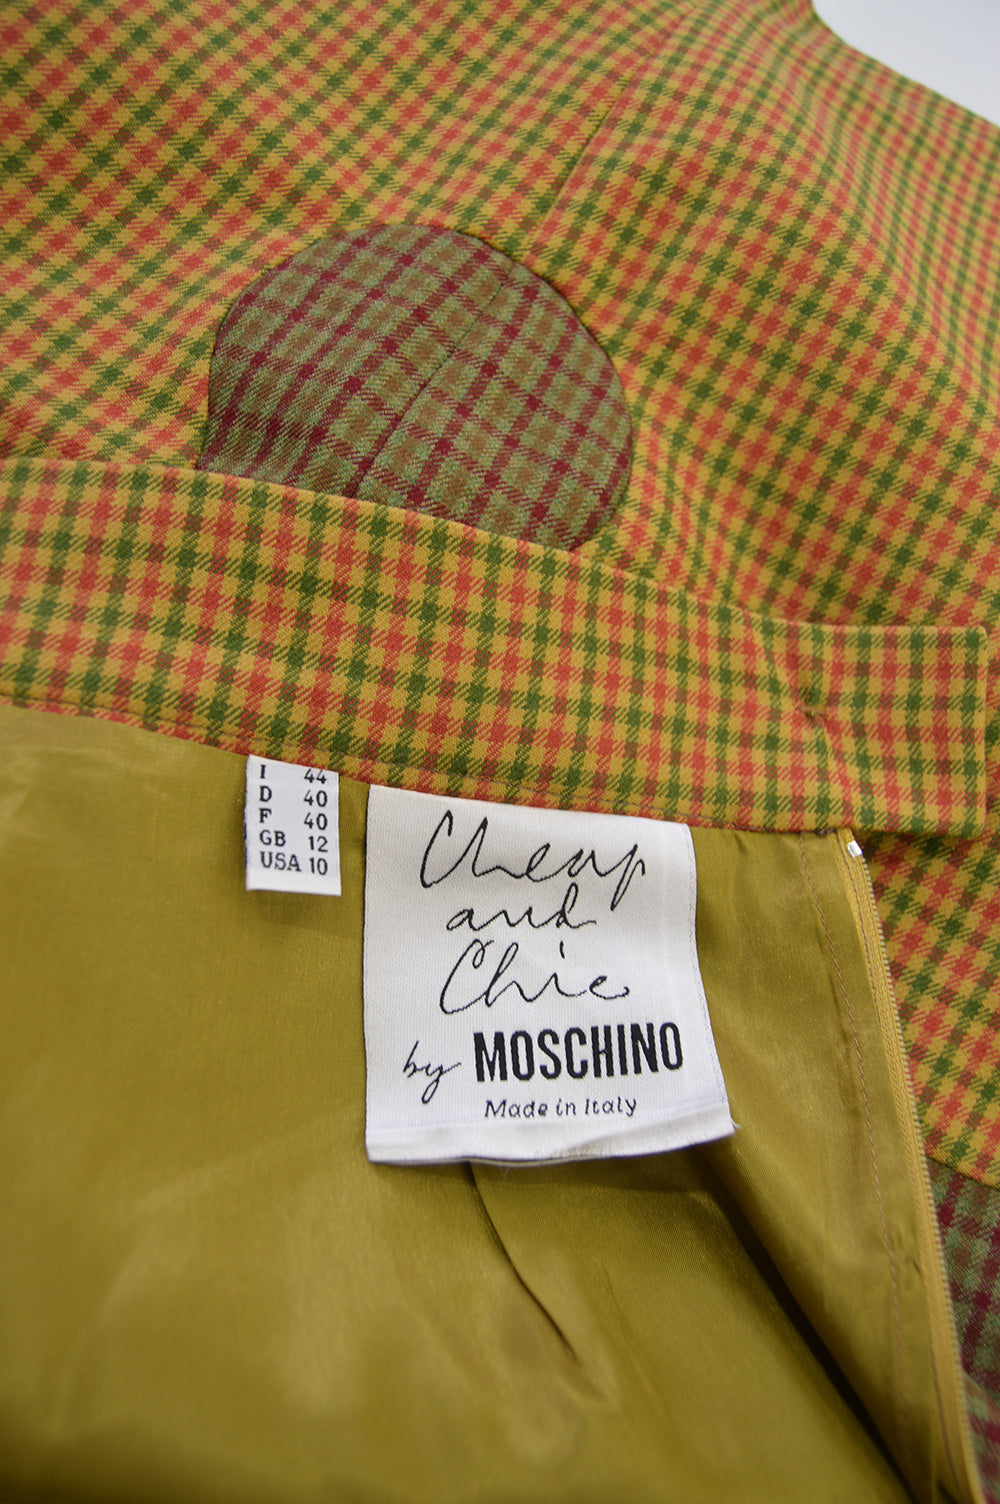 I 44
D 40
F 40
GB 12
USA 10
Cheap
and
Chic
by MOSCHINO
Made in Italy